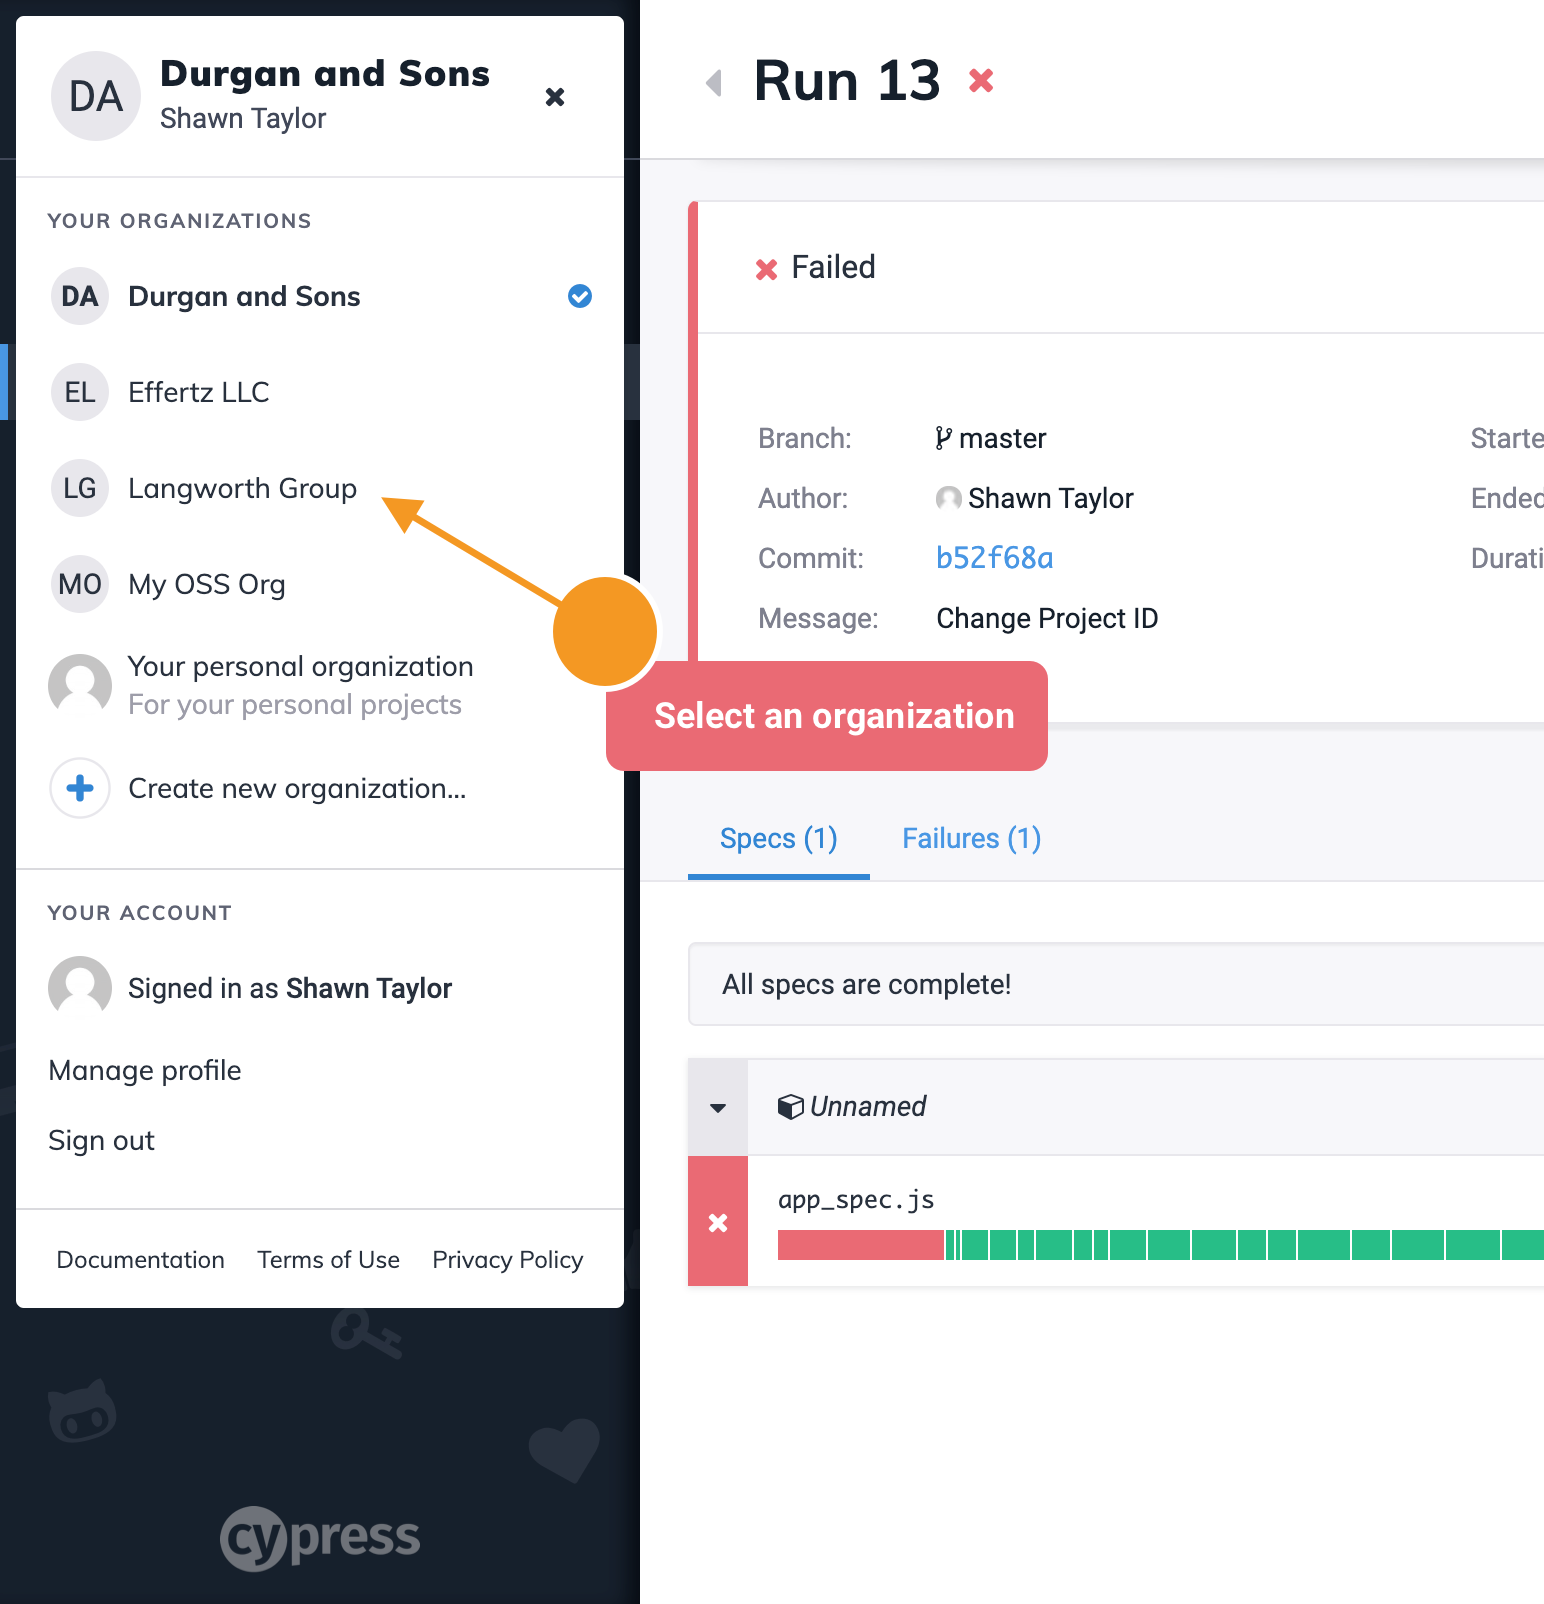 DA
Durgan and Sons
Shawn Taylor
YOUR ORGANIZATIONS
DA Durgan and Sons
EL Effertz LLC
LG Langworth Group
MO My OSS Org
Your personal organization
For your personal projects
Create new organization...
YOUR ACCOUNT
Signed in as Shawn Taylor
Manage profile
Sign out
Documentation Terms of Use Privacy Policy
cypress
Run 13
Failed
Branch: master
Starte
Author: Shawn Taylor
Ended
Commit: b52f68a
Durati
Message: Change Project ID
Select an organization
Specs (1) Failures (1)
All specs are complete!
Unnamed
app_spec.js